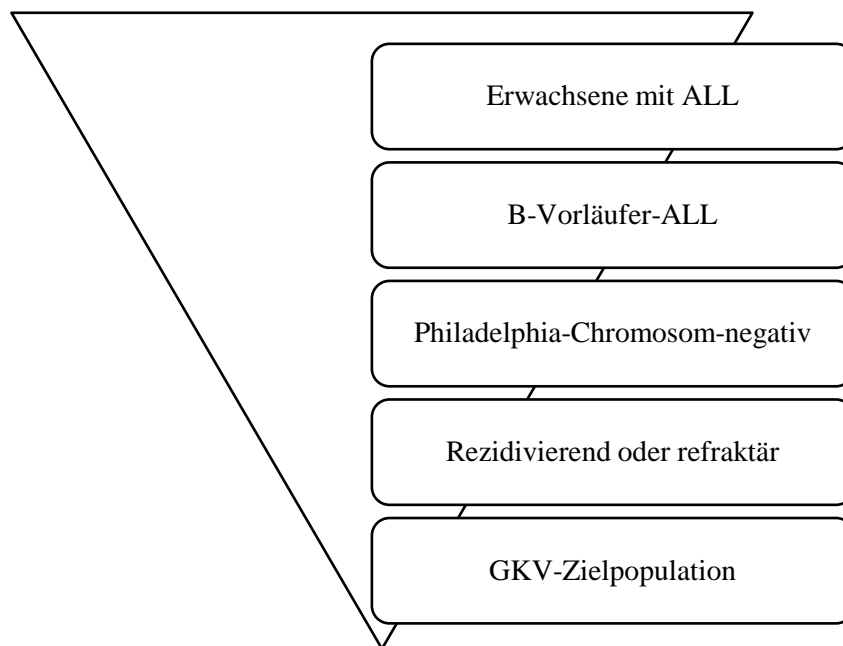 Erwachsene mit ALL
B-Vorläufer-ALL
Philadelphia-Chromosom-negativ
Rezidivierend oder refraktär
GKV-Zielpopulation